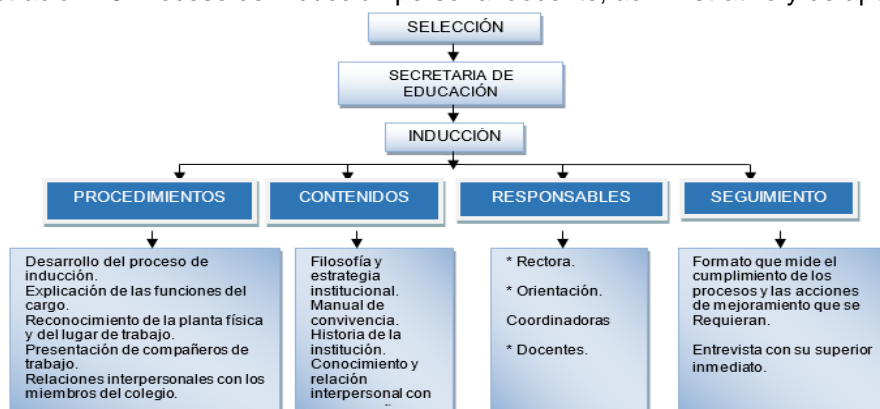 SELECCIÓN
SECRETARIA DE
EDUCACIÓN
INDUCCIÓN
PROCEDIMIENTOS
CONTENIDOS
RESPONSABLES
SEGUIMIENTO
Desarrollo del proceso de
inducción.
Explicación de las funciones del
cargo.
Reconocimiento de la planta física
y del lugar de trabajo.
Presentación de compañeros de
trabajo.
Relaciones interpersonales con los
miembros del colegio.
Filosofía y
estrategia
institucional.
Manual de
convivencia.
Historia de la
institución.
Conocimiento y
relación
interpersonal con
* Rectora.
* Orientación.
Coordinadoras
* Docentes.
Formato que mide el
cumplimiento de los
procesos y las acciones
de mejoramiento que se
Requieran.
Entrevista con su superior
inmediato.